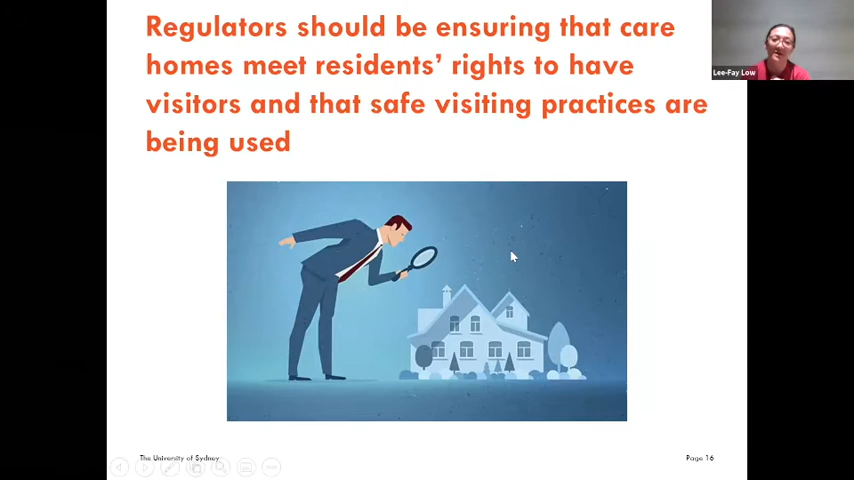 Regulators should be ensuring that care
homes meet residents' rights to have
visitors and that safe visiting practices are
being used
Lee-Fay Low
The University of Sydney
Page 16